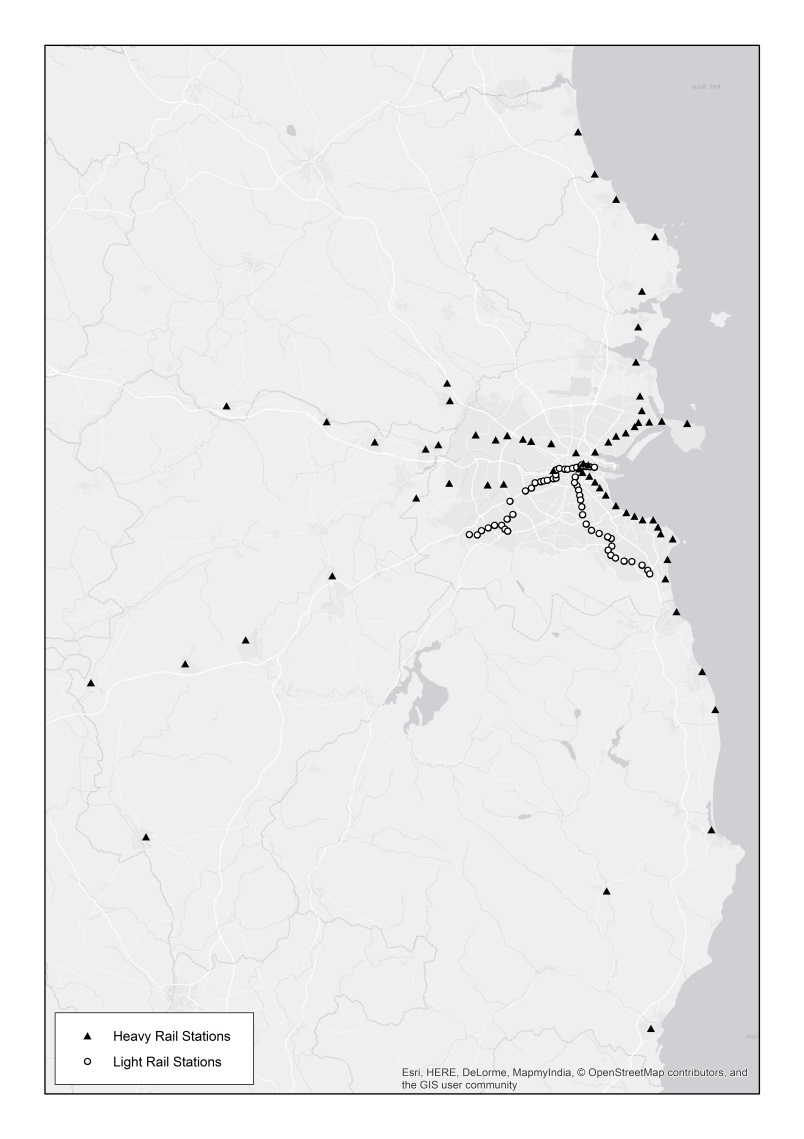 Irish Sea
Heavy Rail Stations
Light Rail Stations
Esri, HERE, DeLorme, MapmyIndia, © OpenStreetMap contributors, and
the GIS user community